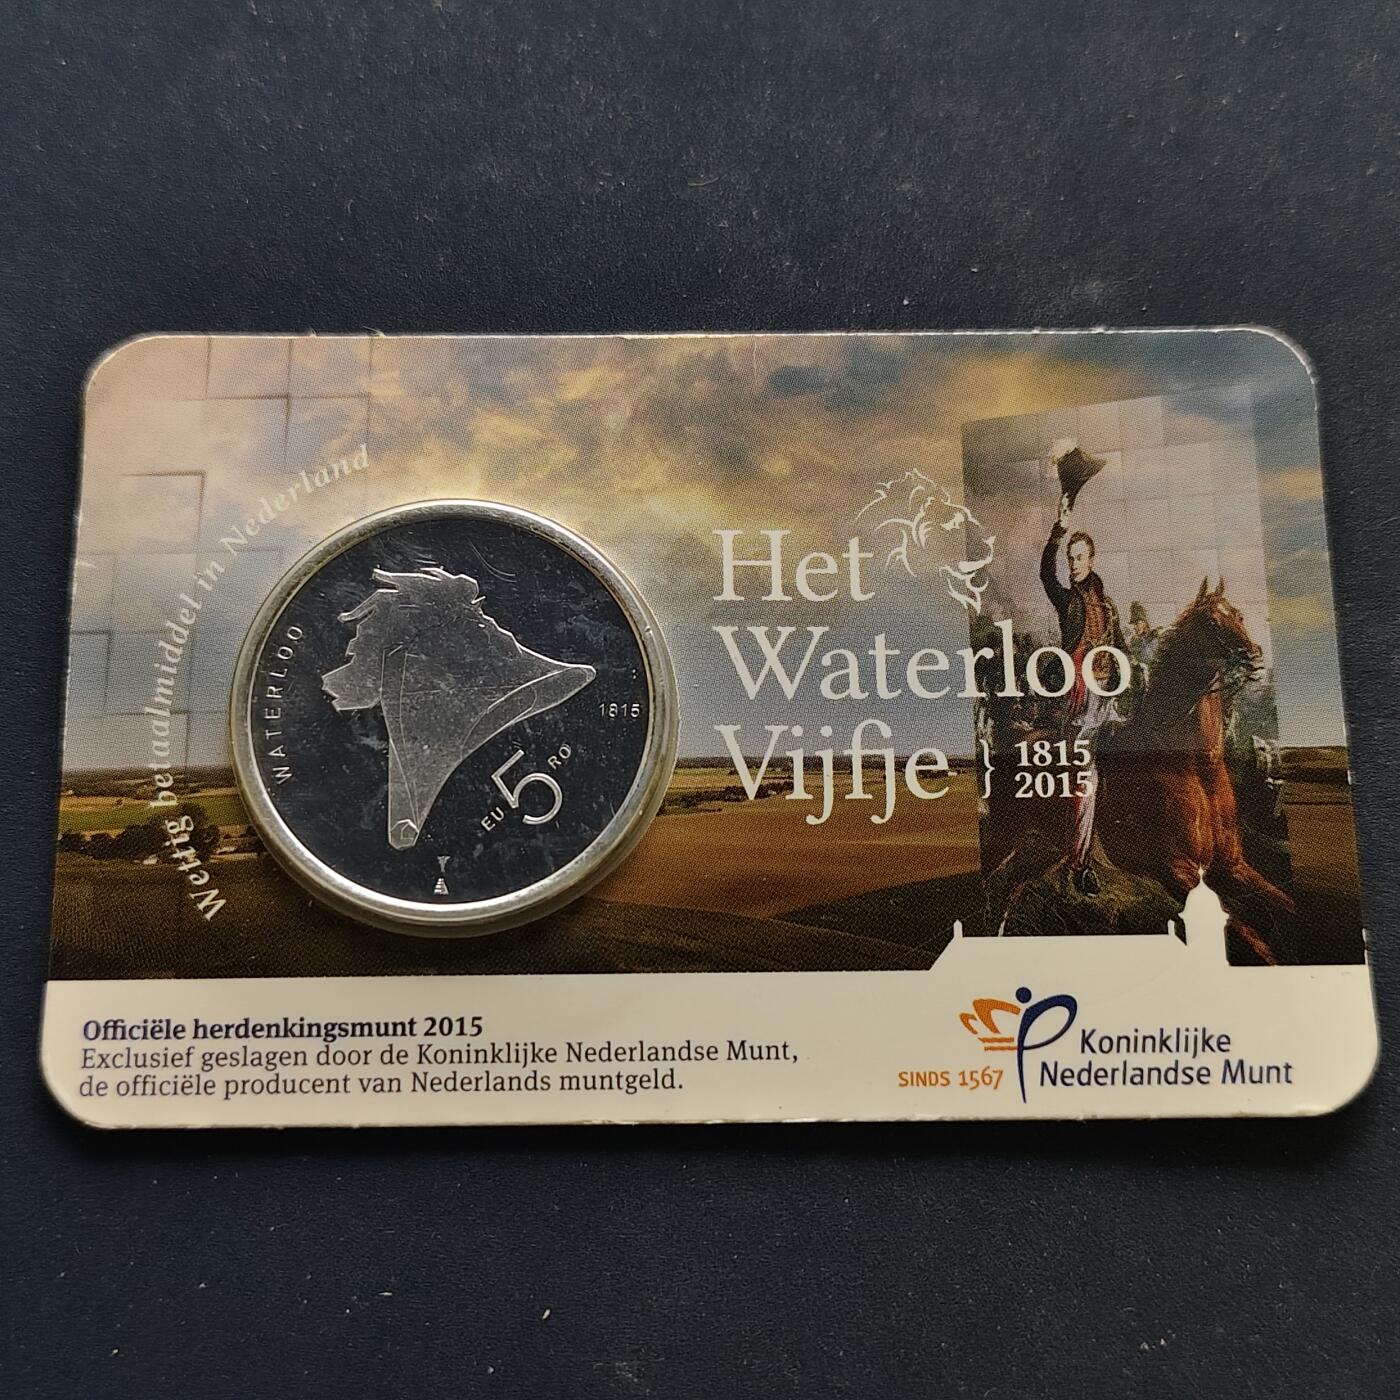 Wettig betaalmiddel in Nederland
WATERLOO
1815
EU 5 RO
Het
Waterloo
Vijfje } 1815
2015
Officiële herdenkingsmunt 2015
Exclusief geslagen door de Koninklijke Nederlandse Munt,
de officiële producent van Nederlands muntgeld.
SINDS 1567
Koninklijke
Nederlandse Munt